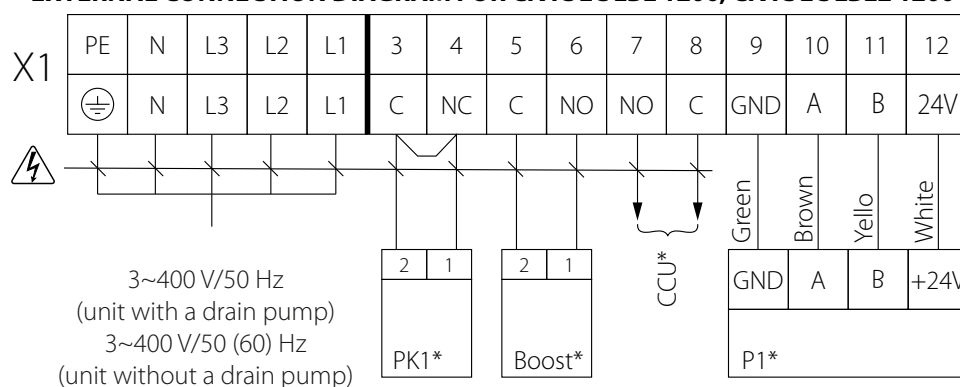 X1
PE N L3 L2 L1 3 4 5 6 7 8 9 10 11 12
N L3 L2 L1 C NC C NO NO C GND A B 24V
Green
Brown
Yello
White
2 1
2 1
CCU*
GND A B +24V
3~400 V/50 Hz
(unit with a drain pump)
3~400 V/50 (60) Hz
(unit without a drain pump)
PK1*
Boost*
P1*